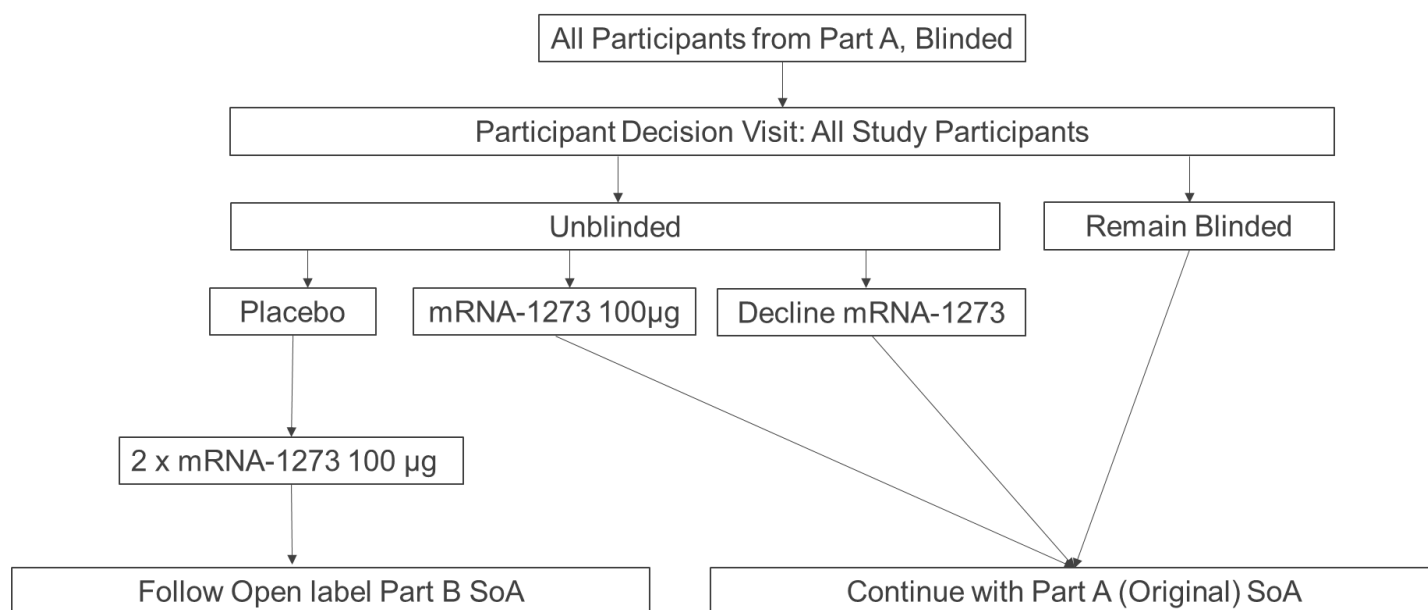 All Participants from Part A, Blinded
Participant Decision Visit: All Study Participants
Unblinded
Remain Blinded
Placebo
mRNA-1273 100µg
Decline mRNA-1273
2 x mRNA-1273 100 µg
Follow Open label Part B SoA
Continue with Part A (Original) SoA